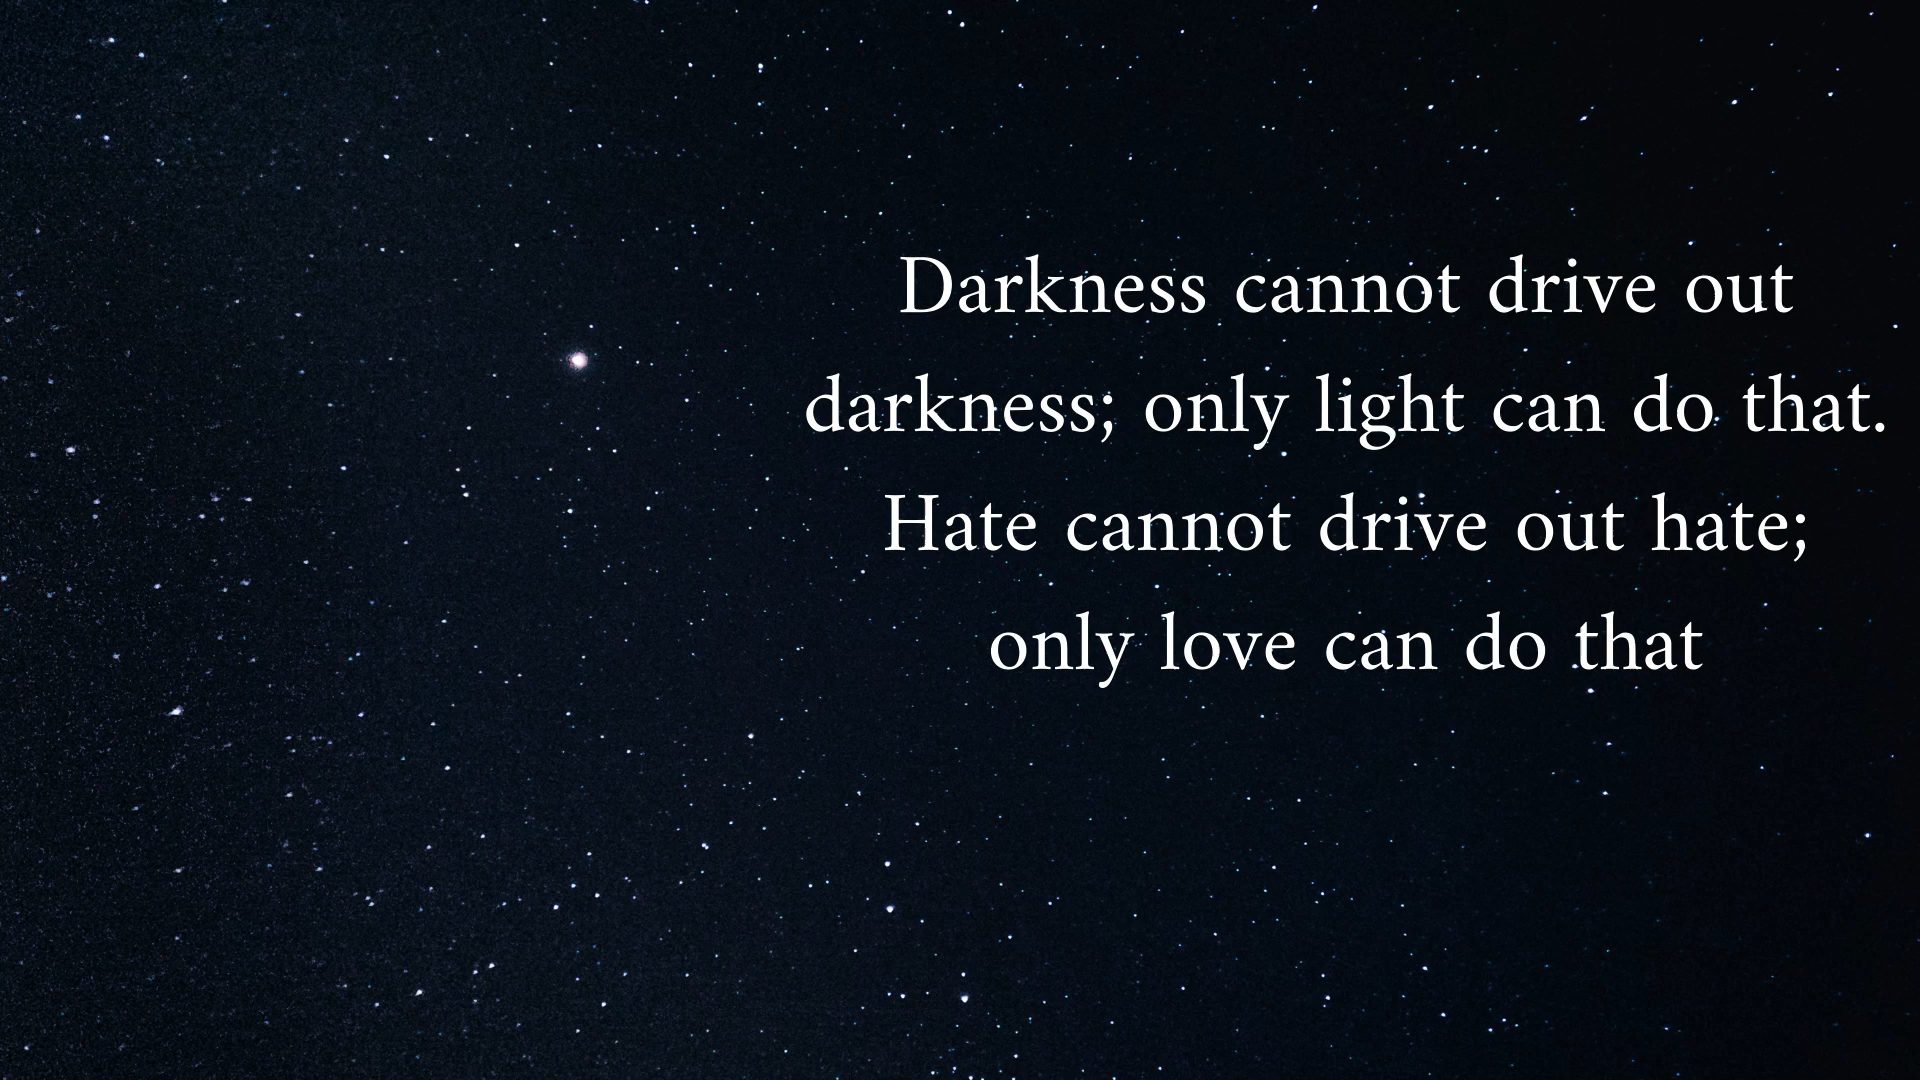 Darkness cannot drive out
darkness; only light can do that.
Hate cannot drive out hate;
only love can do that